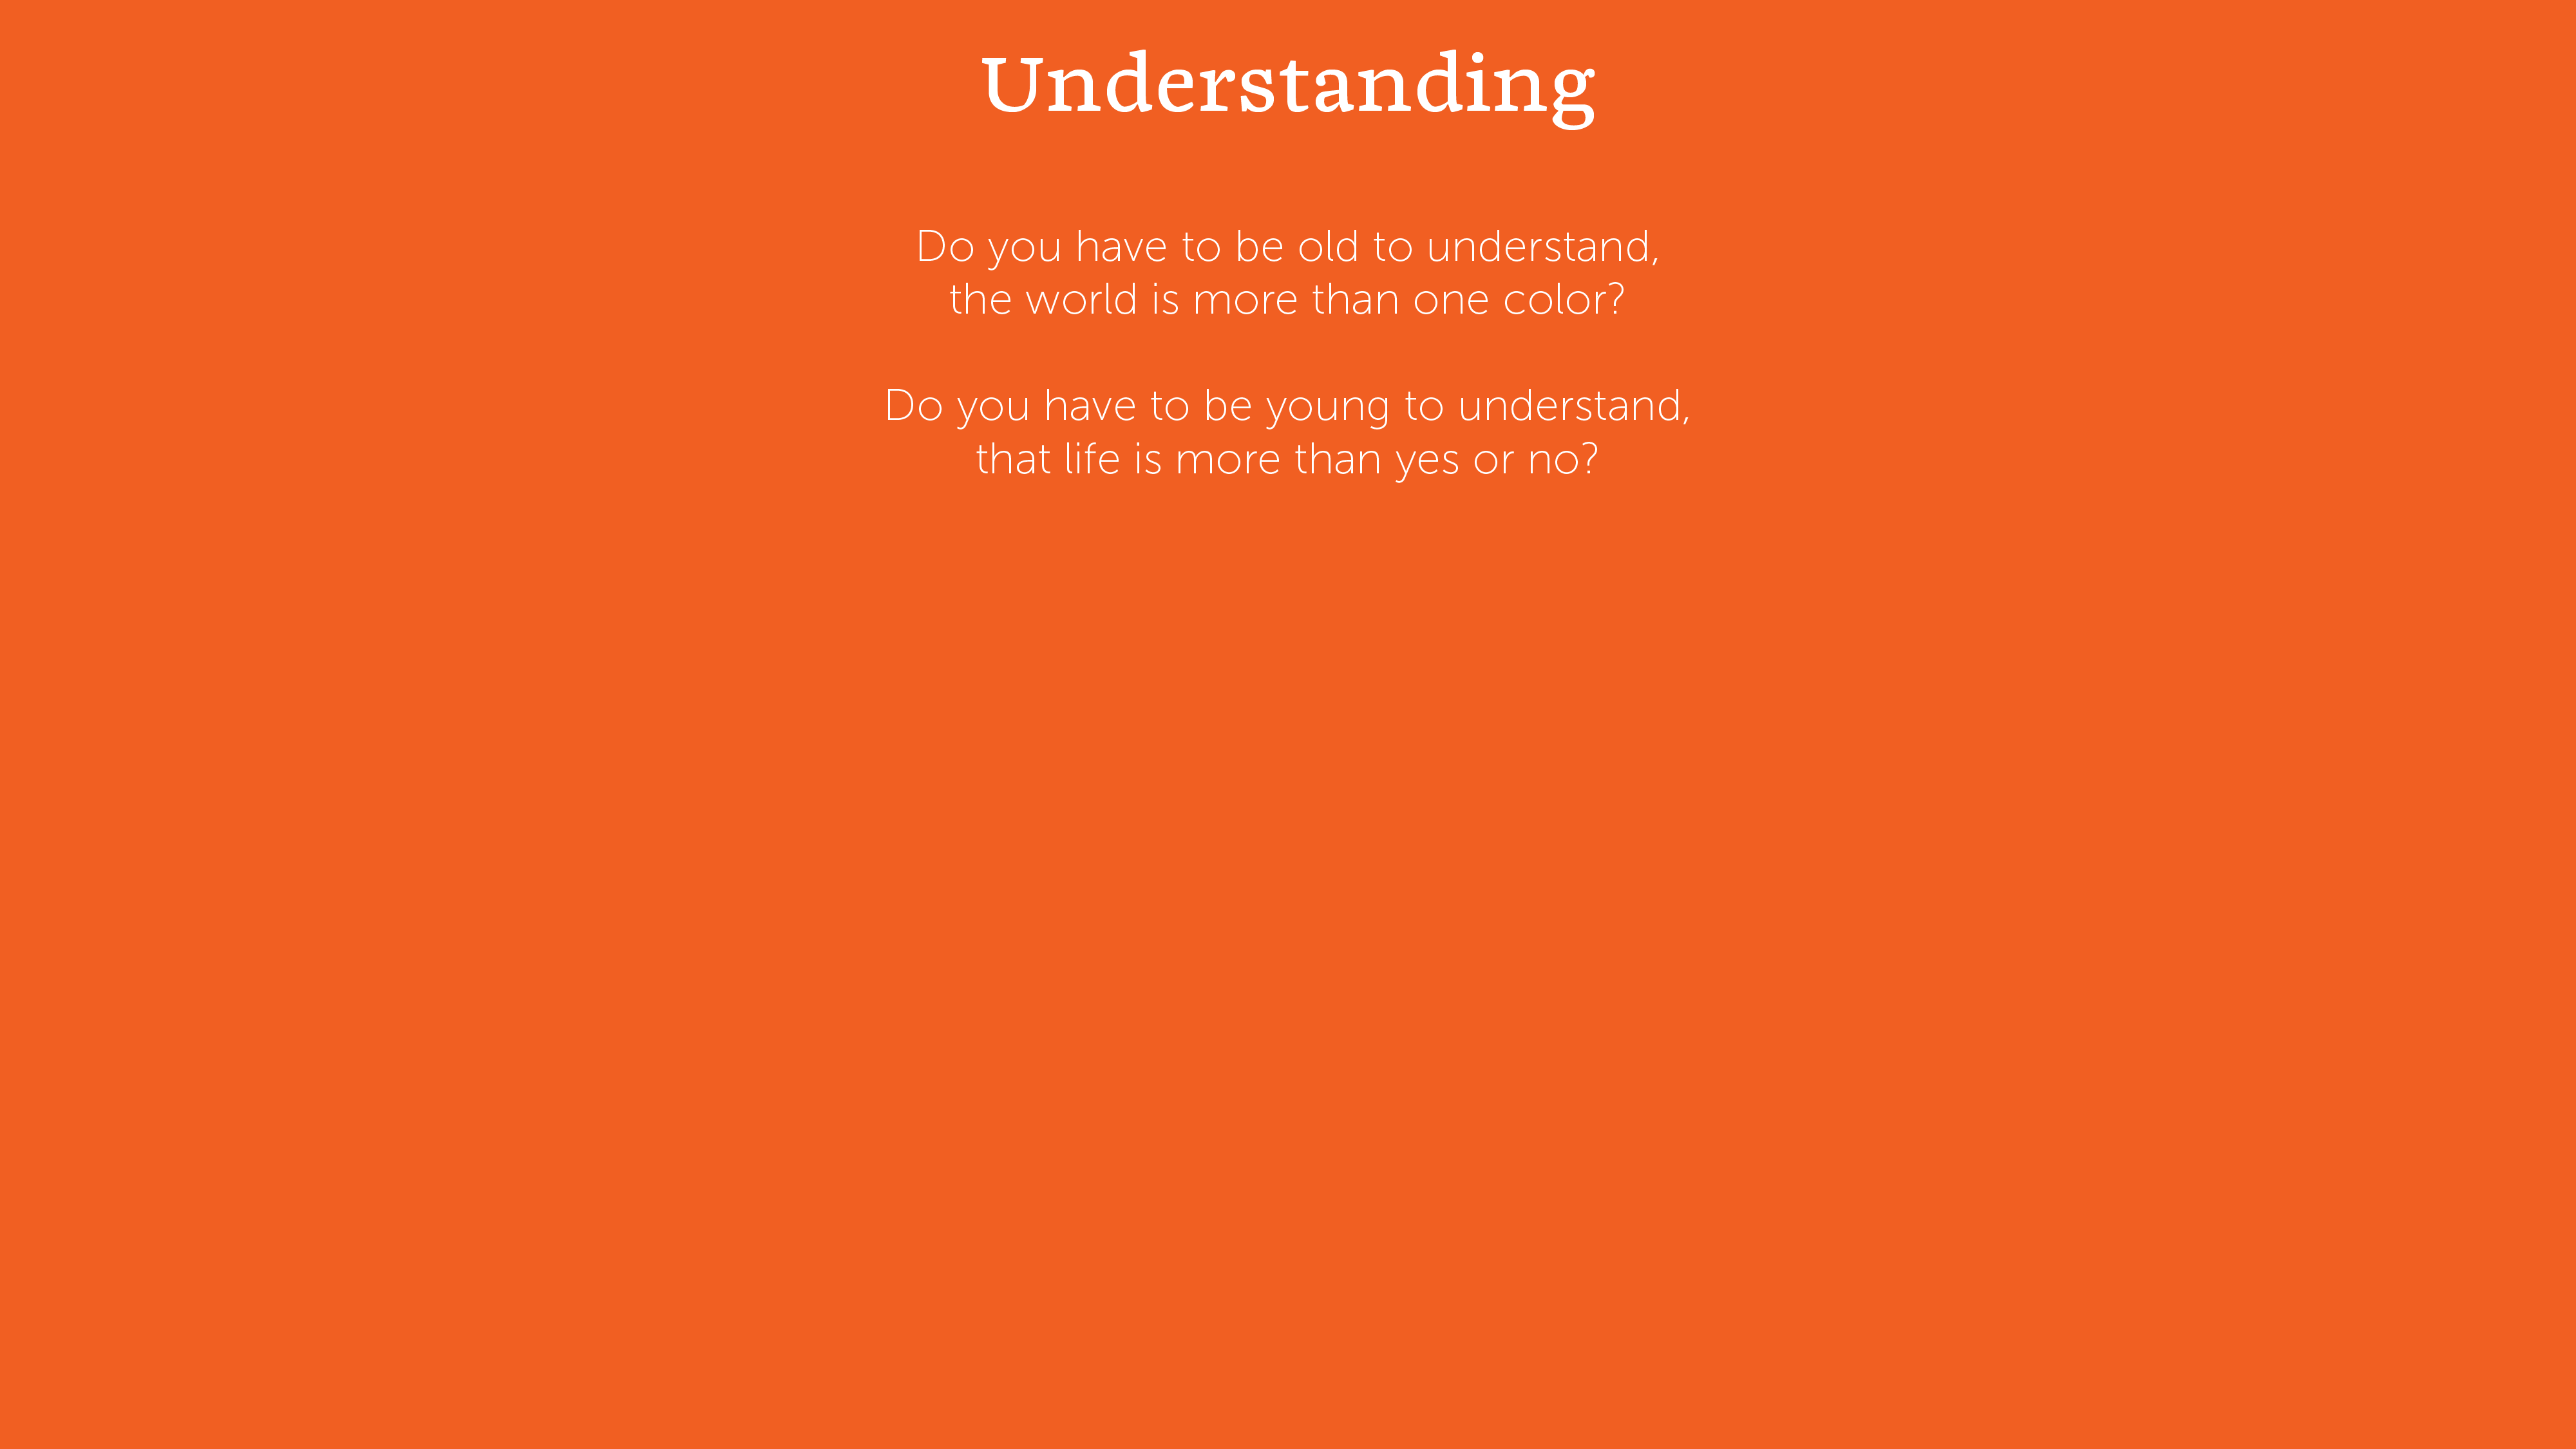 Understanding
Do you have to be old to understand,
the world is more than one color?
Do you have to be young to understand,
that life is more than yes or no?